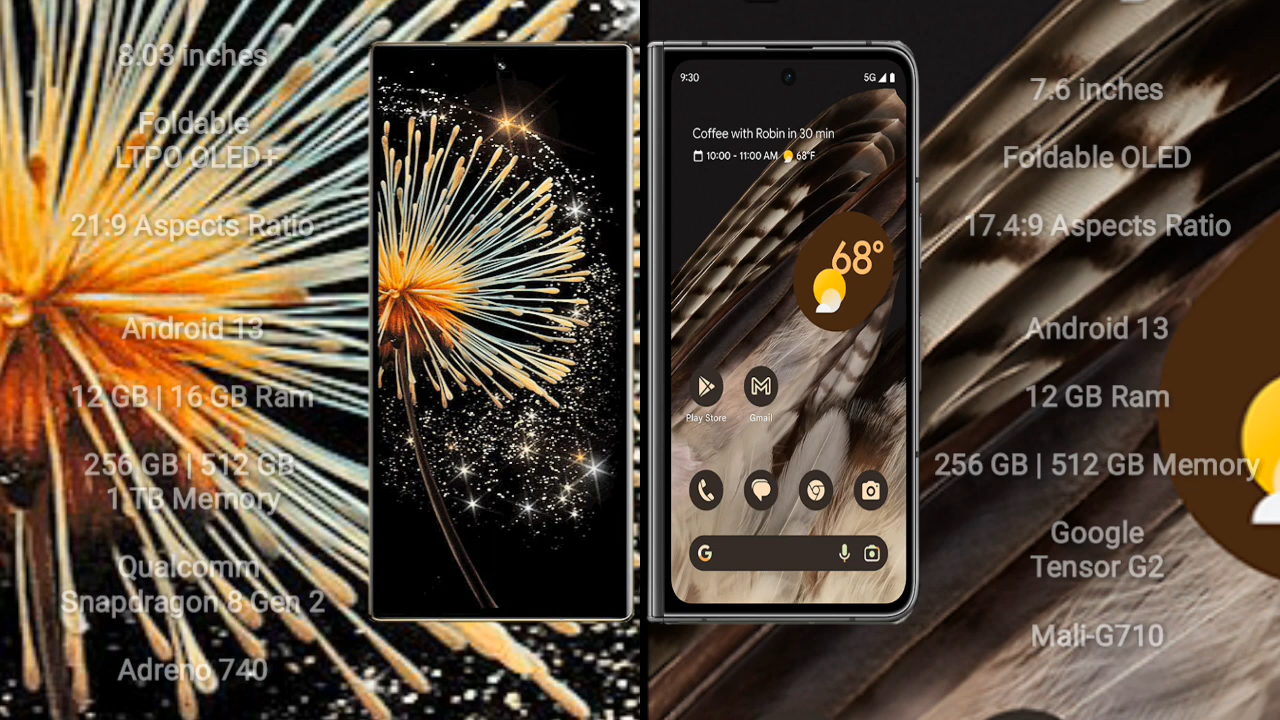 8.03 inches
Foldable
LTPO OLED+
21:9 Aspects Ratio
Android 13
12 GB | 16 GB Ram
256 GB | 512 GB
1 TB Memory
Qualcomm
Snapdragon 8 Gen 2
Adreno 740
9:30
5G
Coffee with Robin in 30 min
10:00 - 11:00 AM 68°F
68°
Play Store
Gmail
7.6 inches
Foldable OLED
17.4:9 Aspects Ratio
Android 13
12 GB Ram
256 GB | 512 GB Memory
Google
Tensor G2
Mali-G710